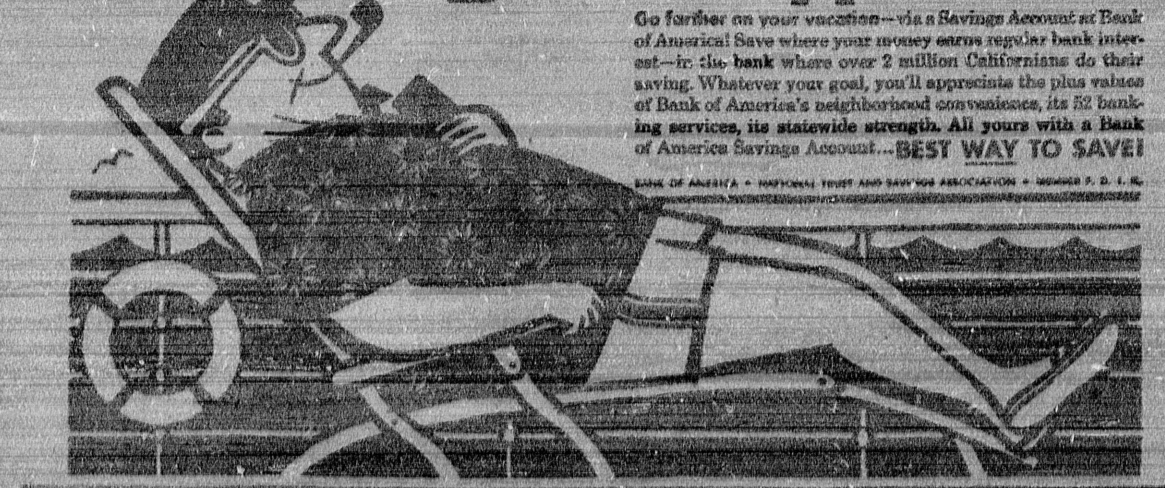 Go farther on your vacation—via a Savings Account at Bank
of America! Save where your money earns regular bank inter-
est—in the bank where over 2 million Californians do their
saving. Whatever your goal, you'll appreciate the plus values
of Bank of America's neighborhood convenience, its 52 bank-
ing services, its statewide strength. All yours with a Bank
of America Savings Account...BEST WAY TO SAVE!
BANK OF AMERICA • NATIONAL TRUST AND SAVINGS ASSOCIATION • MEMBER F. D. I. C.